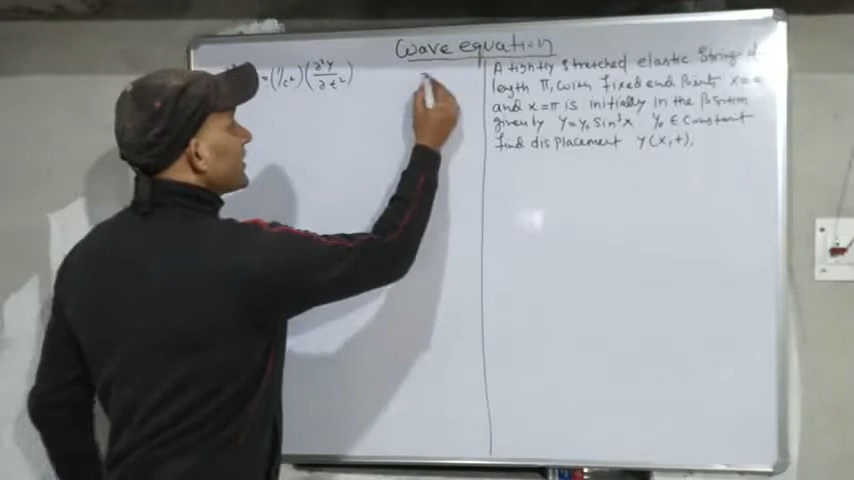 Wave equation
= (1/c²) (∂²y/∂t²)
A tightly stretched elastic string of
length π, with fixed end points x=0
and x=π is initially in the position
given by y=y₀ sin³x. y₀ ∈ Constant
find displacement y(x,t).